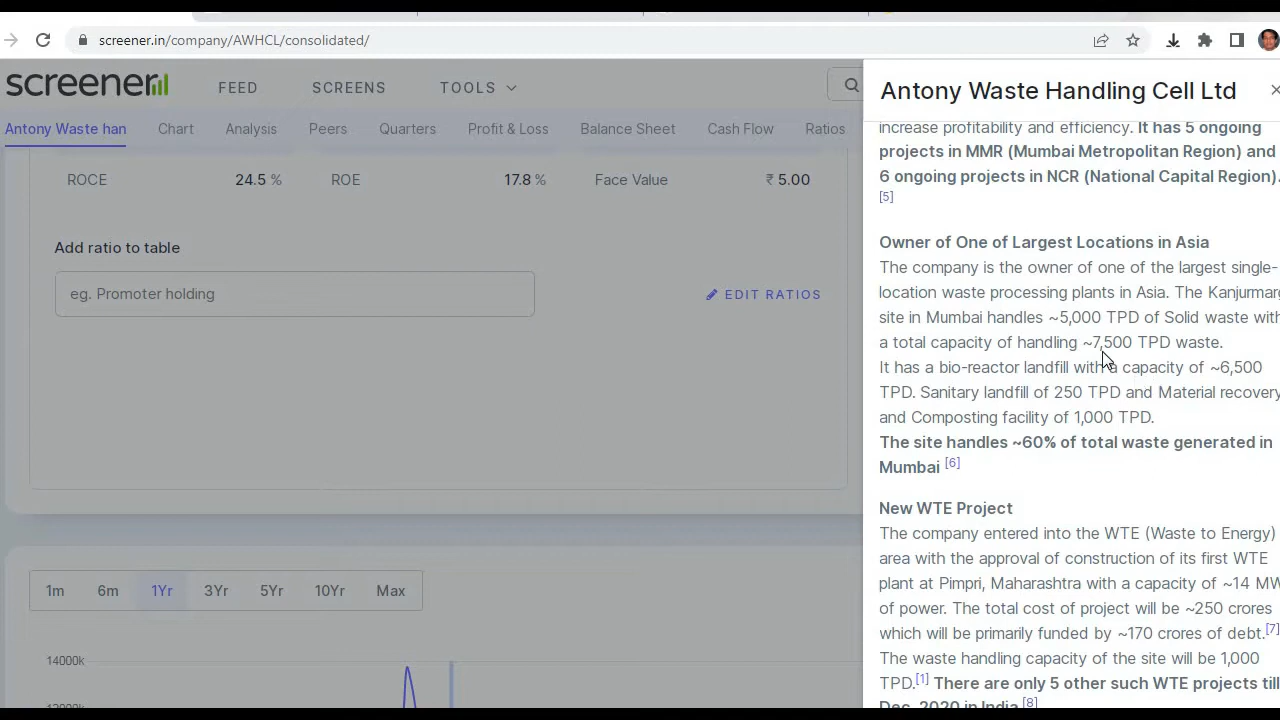 screener.in/company/AWHCL/consolidated/
screener
FEED
SCREENS
TOOLS
Antony Waste han
Chart
Analysis
Peers
Quarters
Profit & Loss
Balance Sheet
Cash Flow
Ratios
ROCE
24.5 %
ROE
17.8 %
Face Value
₹ 5.00
Add ratio to table
eg. Promoter holding
EDIT RATIOS
1m
6m
1Yr
3Yr
5Yr
10Yr
Max
14000k
Antony Waste Handling Cell Ltd
increase profitability and efficiency. It has 5 ongoing
projects in MMR (Mumbai Metropolitan Region) and
6 ongoing projects in NCR (National Capital Region).
[5]
Owner of One of Largest Locations in Asia
The company is the owner of one of the largest single-
location waste processing plants in Asia. The Kanjurmarg
site in Mumbai handles ~5,000 TPD of Solid waste with
a total capacity of handling ~7,500 TPD waste.
It has a bio-reactor landfill with a capacity of ~6,500
TPD. Sanitary landfill of 250 TPD and Material recovery
and Composting facility of 1,000 TPD.
The site handles ~60% of total waste generated in
Mumbai [6]
New WTE Project
The company entered into the WTE (Waste to Energy)
area with the approval of construction of its first WTE
plant at Pimpri, Maharashtra with a capacity of ~14 MW
of power. The total cost of project will be ~250 crores
which will be primarily funded by ~170 crores of debt.[7]
The waste handling capacity of the site will be 1,000
TPD.[1] There are only 5 other such WTE projects till
Dec, 2020 in India [8]